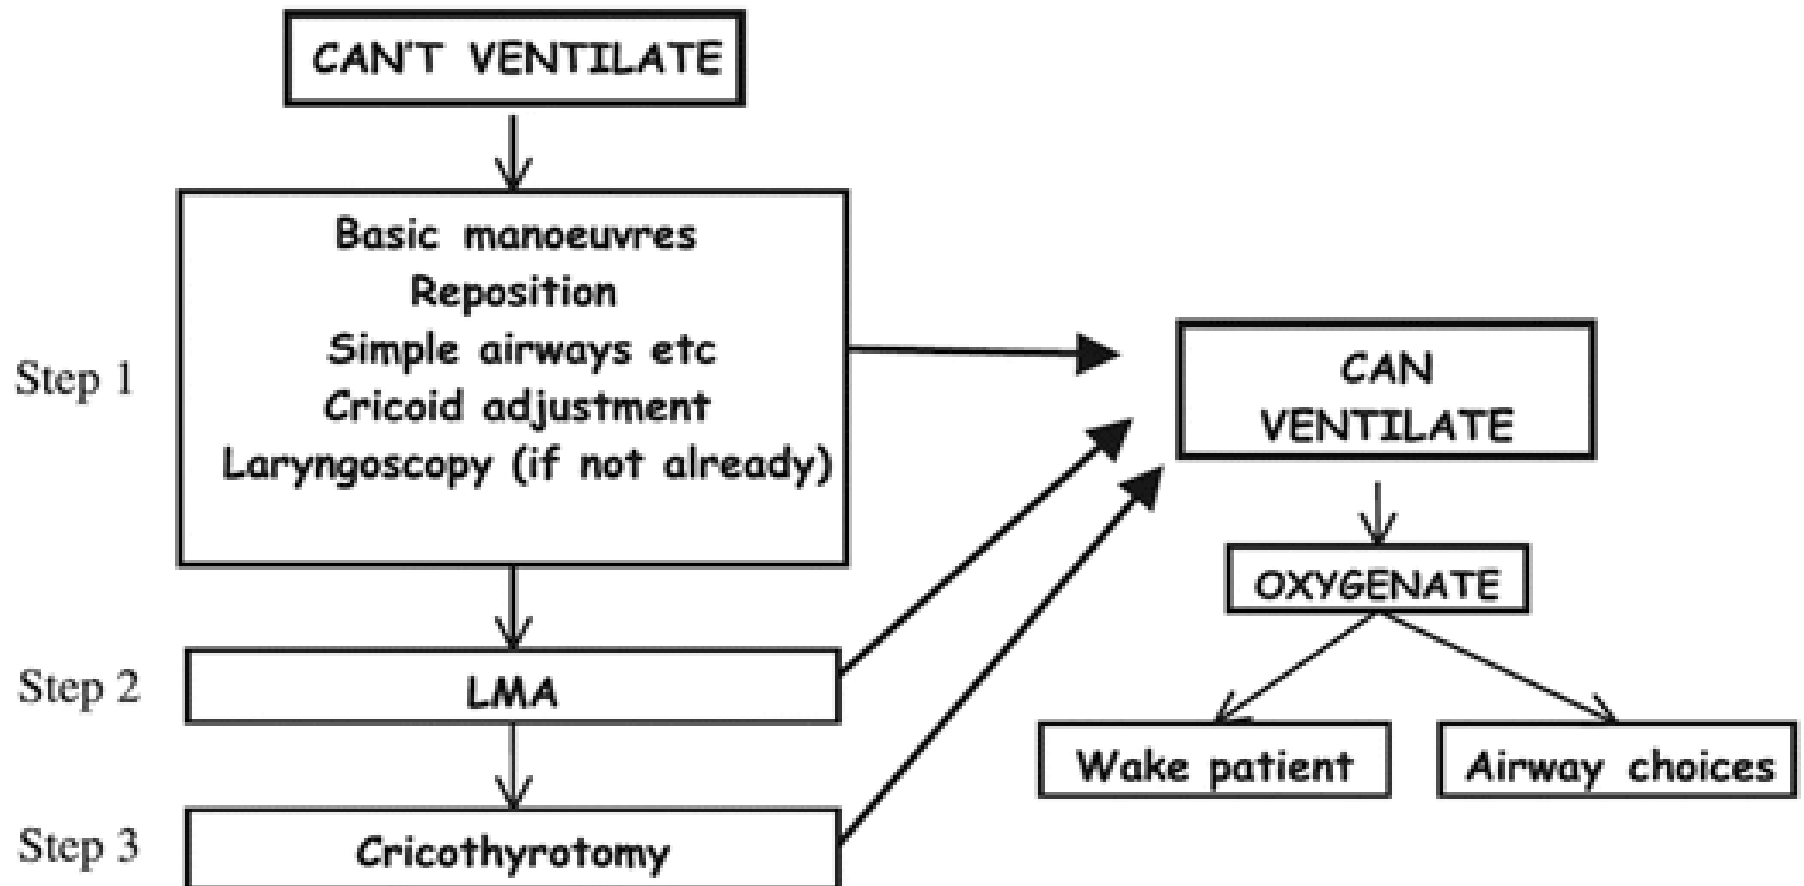 CAN'T VENTILATE
Basic manoeuvres
Reposition
Simple airways etc
Cricoid adjustment
Laryngoscopy (if not already)
Step 1
CAN
VENTILATE
OXYGENATE
Step 2
LMA
Wake patient
Airway choices
Step 3
Cricothyrotomy